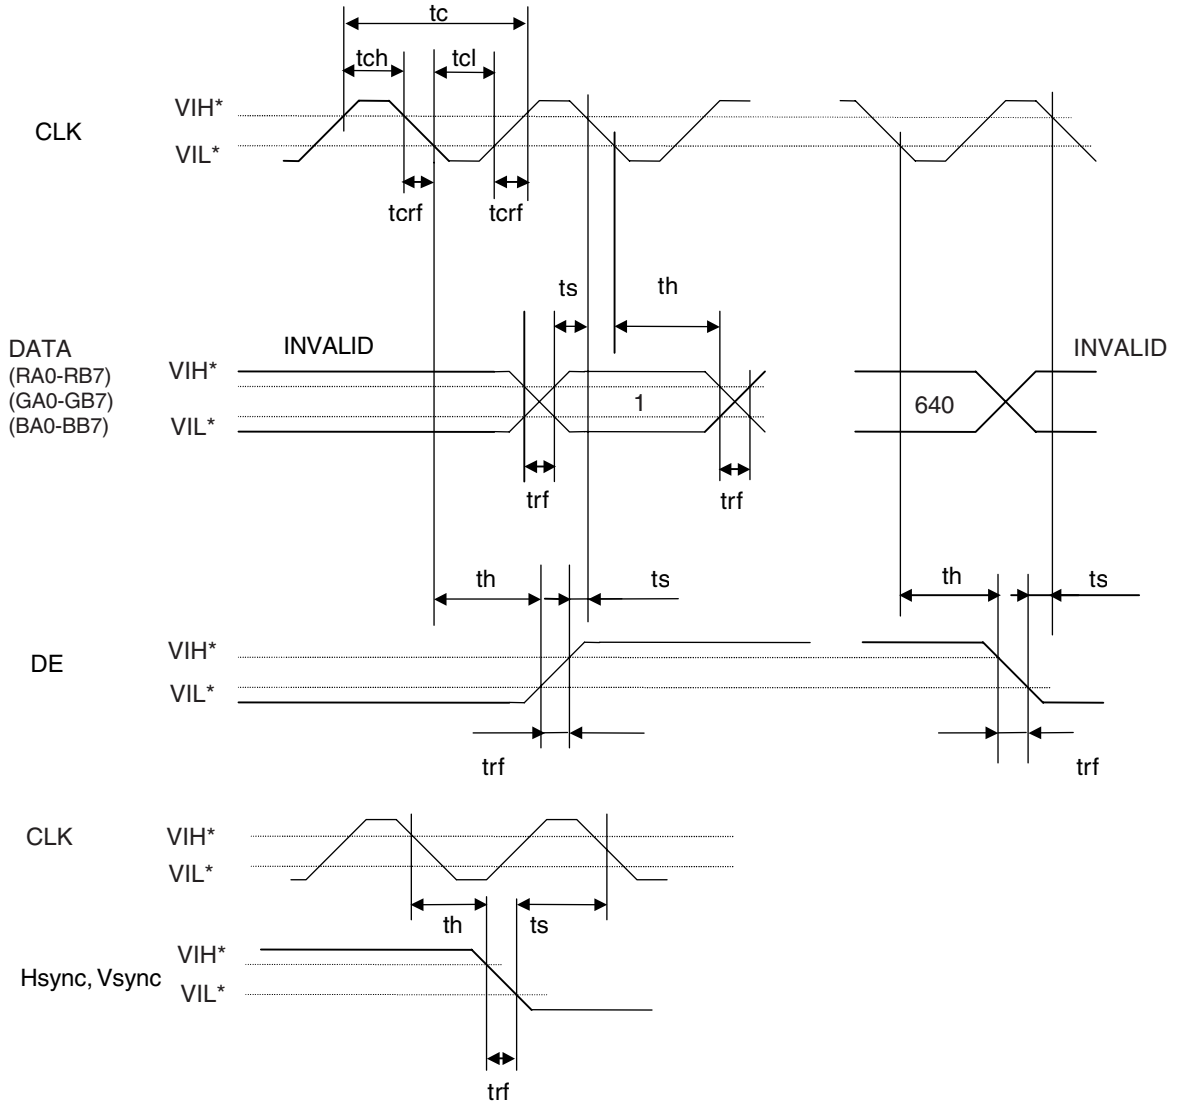 tc
tch
tcl
VIH*
CLK
VIL*
tcrf
tcrf
ts
th
INVALID
INVALID
DATA
(RA0-RB7)
(GA0-GB7)
(BA0-BB7)
VIH*
VIL*
1
640
trf
trf
th
ts
th
ts
VIH*
DE
VIL*
trf
trf
CLK
VIH*
VIL*
th
ts
VIH*
Hsync, Vsync
VIL*
trf